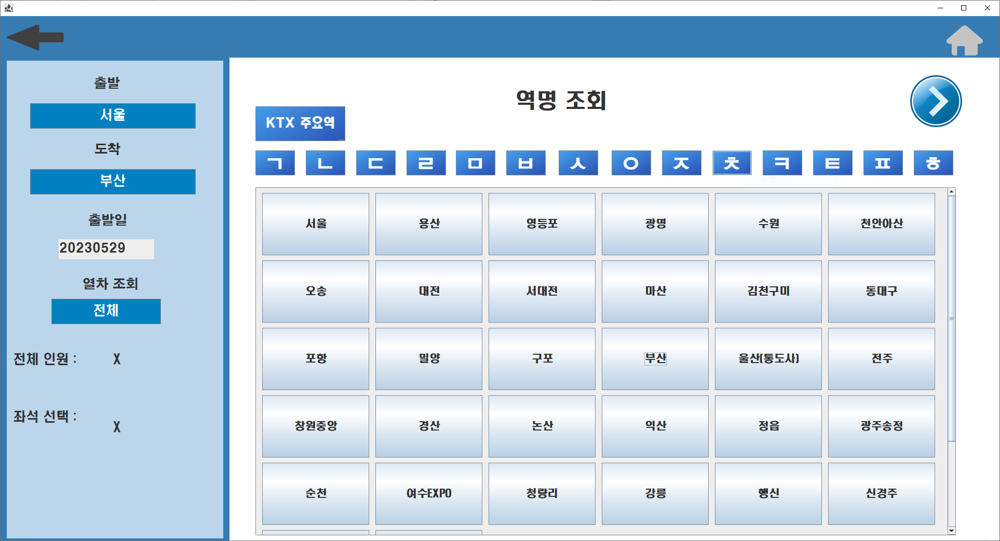 출발
서울
도착
부산
출발일
20230529
열차 조회
전체
전체 인원 : X
좌석 선택 : X
역명 조회
KTX 주요역
ㄱ ㄴ ㄷ ㄹ ㅁ ㅂ ㅅ ㅇ ㅈ ㅊ ㅋ ㅌ ㅍ ㅎ
서울 용산 영등포 광명 수원 천안아산
오송 대전 서대전 마산 김천구미 동대구
포항 밀양 구포 부산 울산(통도사) 전주
창원중앙 경산 논산 익산 정읍 광주송정
순천 여수EXPO 청량리 강릉 행신 신경주